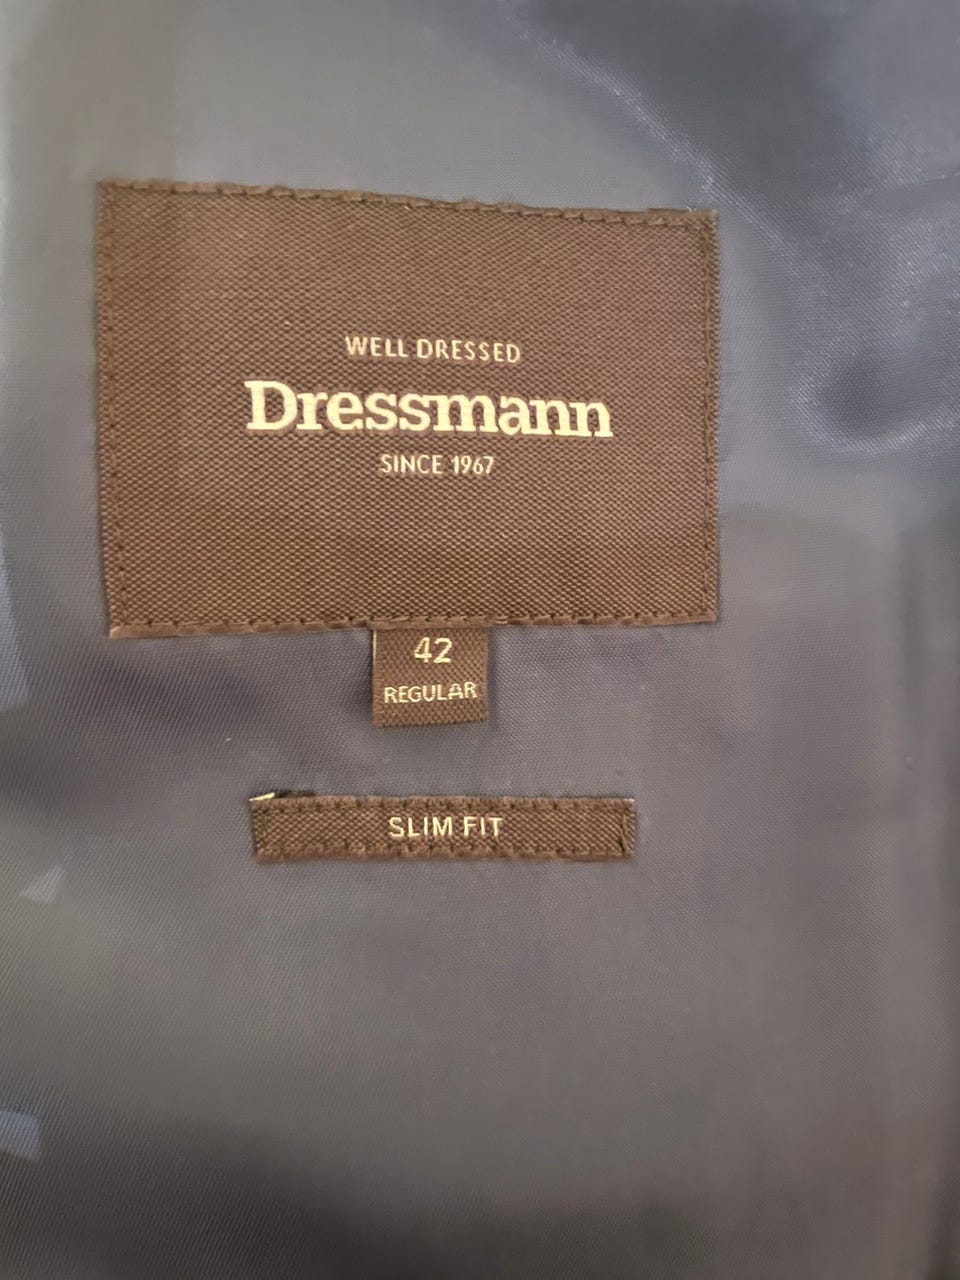 WELL DRESSED
Dressmann
SINCE 1967
42
REGULAR
SLIM FIT